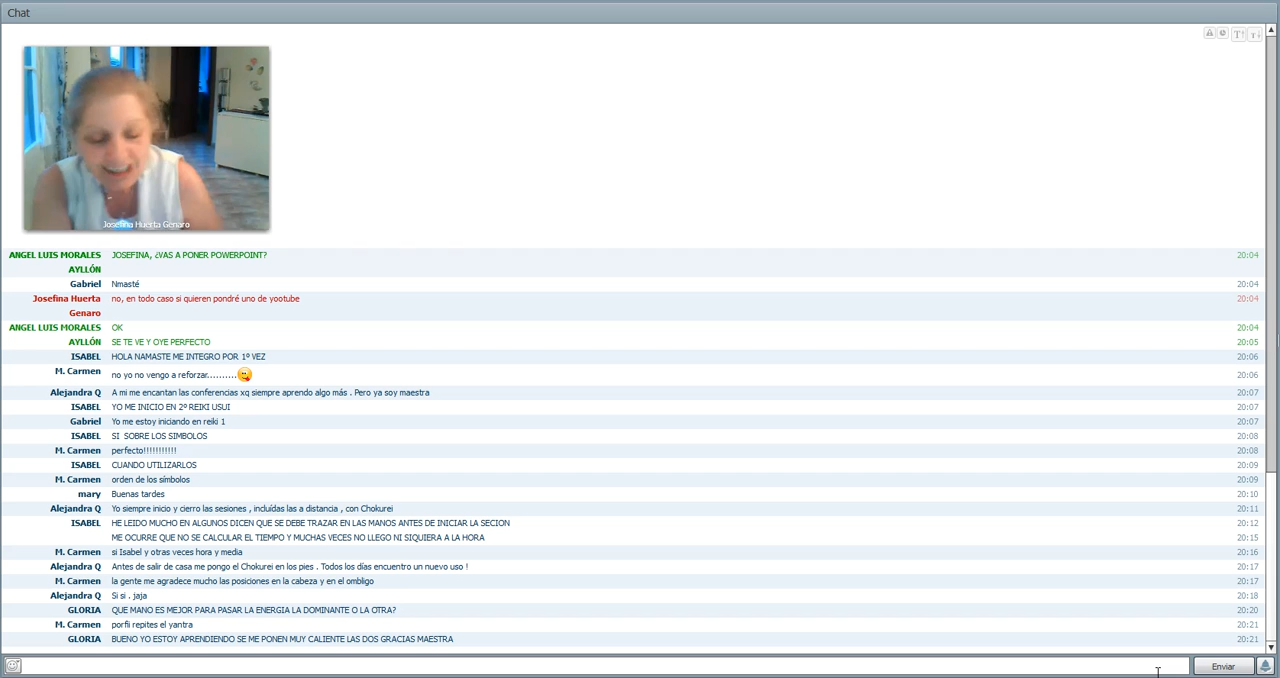 Chat
Josefina Huerta Genaro
ANGEL LUIS MORALES JOSEFINA, ¿VAS A PONER POWERPOINT? 20:04
AYLLÓN
Gabriel Nmasté 20:04
Josefina Huerta no, en todo caso si quieren pondré uno de yootube 20:04
Genaro
ANGEL LUIS MORALES OK 20:04
AYLLÓN SE TE VE Y OYE PERFECTO 20:05
ISABEL HOLA NAMASTE ME INTEGRO POR 1º VEZ 20:06
M. Carmen no yo no vengo a reforzar.......... 20:06
Alejandra Q A mi me encantan las conferencias xq siempre aprendo algo más . Pero ya soy maestra 20:07
ISABEL YO ME INICIO EN 2º REIKI USUI 20:07
Gabriel Yo me estoy iniciando en reiki 1 20:07
ISABEL SI SOBRE LOS SIMBOLOS 20:08
M. Carmen perfecto!!!!!!!!!!! 20:08
ISABEL CUANDO UTILIZARLOS 20:09
M. Carmen orden de los símbolos 20:09
mary Buenas tardes 20:10
Alejandra Q Yo siempre inicio y cierro las sesiones , incluídas las a distancia , con Chokurei 20:11
ISABEL HE LEIDO MUCHO EN ALGUNOS DICEN QUE SE DEBE TRAZAR EN LAS MANOS ANTES DE INICIAR LA SECION 20:12
ME OCURRE QUE NO SE CALCULAR EL TIEMPO Y MUCHAS VECES NO LLEGO NI SIQUIERA A LA HORA 20:15
M. Carmen si Isabel y otras veces hora y media 20:16
Alejandra Q Antes de salir de casa me pongo el Chokurei en los pies . Todos los días encuentro un nuevo uso ! 20:17
M. Carmen la gente me agradece mucho las posiciones en la cabeza y en el ombligo 20:17
Alejandra Q Si si . jaja 20:18
GLORIA QUE MANO ES MEJOR PARA PASAR LA ENERGIA LA DOMINANTE O LA OTRA? 20:20
M. Carmen porfii repites el yantra 20:21
GLORIA BUENO YO ESTOY APRENDIENDO SE ME PONEN MUY CALIENTE LAS DOS GRACIAS MAESTRA 20:21
Enviar